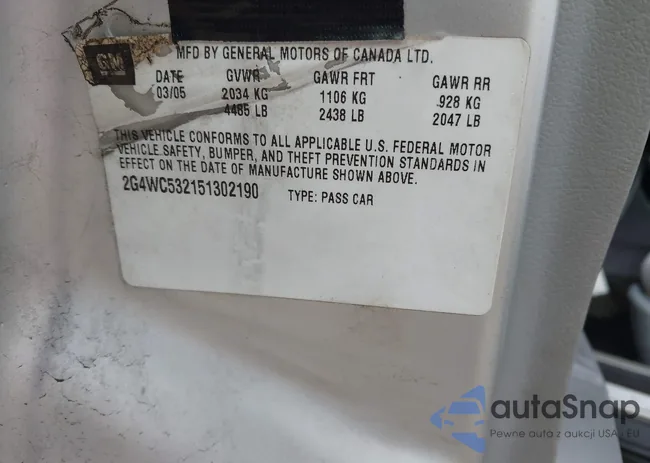 GM
MFD BY GENERAL MOTORS OF CANADA LTD.
DATE GVWR GAWR FRT GAWR RR
03/05 2034 KG 1106 KG 928 KG
4485 LB 2438 LB 2047 LB
THIS VEHICLE CONFORMS TO ALL APPLICABLE U.S. FEDERAL MOTOR
VEHICLE SAFETY, BUMPER, AND THEFT PREVENTION STANDARDS IN
EFFECT ON THE DATE OF MANUFACTURE SHOWN ABOVE.
2G4WC532151302190 TYPE: PASS CAR
autaSnap
Pewne auta z aukcji USA i EU